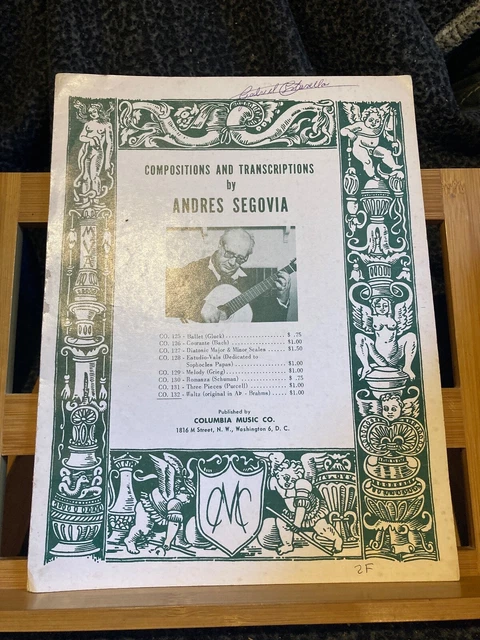 COMPOSITIONS AND TRANSCRIPTIONS
by
ANDRES SEGOVIA
CO. 125 - Ballet (Gluck) .......................... $ .75
CO. 126 - Courante (Bach) ....................... $1.00
CO. 127 - Diatonic Major & Minor Scales ........ $1.50
CO. 128 - Estudio-Vals (Dedicated to
Sophocles Papas) ............ $1.00
CO. 129 - Melody (Grieg) ....................... $1.00
CO. 130 - Romanza (Schuman) .................. $ .75
CO. 131 - Three Pieces (Purcell) ................ $1.00
CO. 132 - Waltz (original in A♭ - Brahms) ...... $1.00
Published by
COLUMBIA MUSIC CO.
1816 M Street, N. W., Washington 6, D. C.
CMC
2F